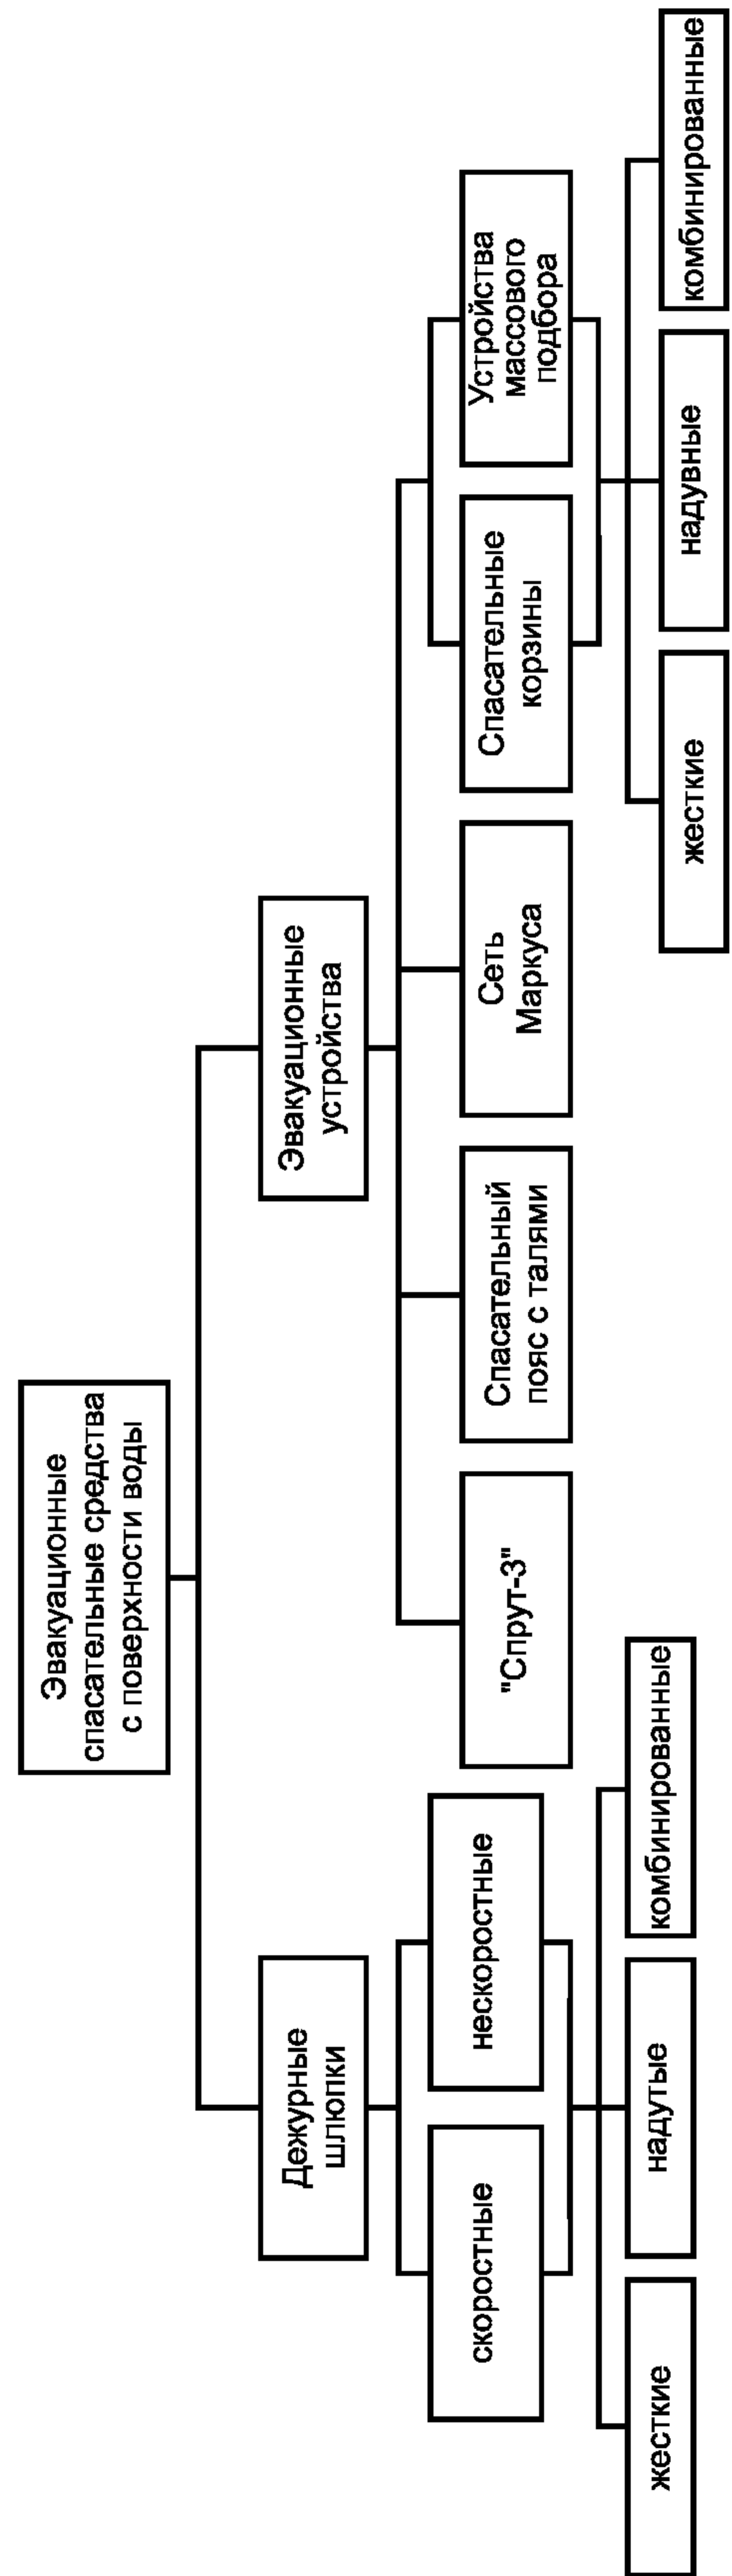 Эвакуационные
спасательные средства
с поверхности воды
Дежурные
шлюпки
Эвакуационные
устройства
скоростные
нескоростные
"Спрут-3"
Спасательный
пояс с талями
Сеть
Маркуса
Спасательные
корзины
Устройства
массового
подбора
жесткие
надутые
комбинированные
жесткие
надувные
комбинированные